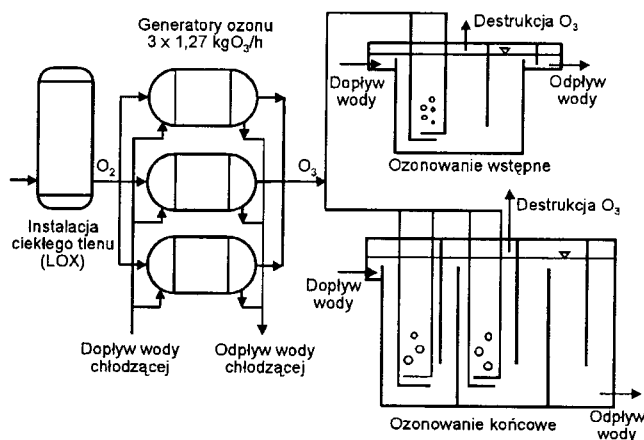 Generatory ozonu
3 x 1,27 kgO₃/h
Destrukcja O₃
Dopływ
wody
Odpływ
wody
Ozonowanie wstępne
O₂
O₃
Instalacja
ciekłego tlenu
(LOX)
Destrukcja O₃
Dopływ
wody
Dopływ wody
chłodzącej
Odpływ wody
chłodzącej
Ozonowanie końcowe
Odpływ
wody